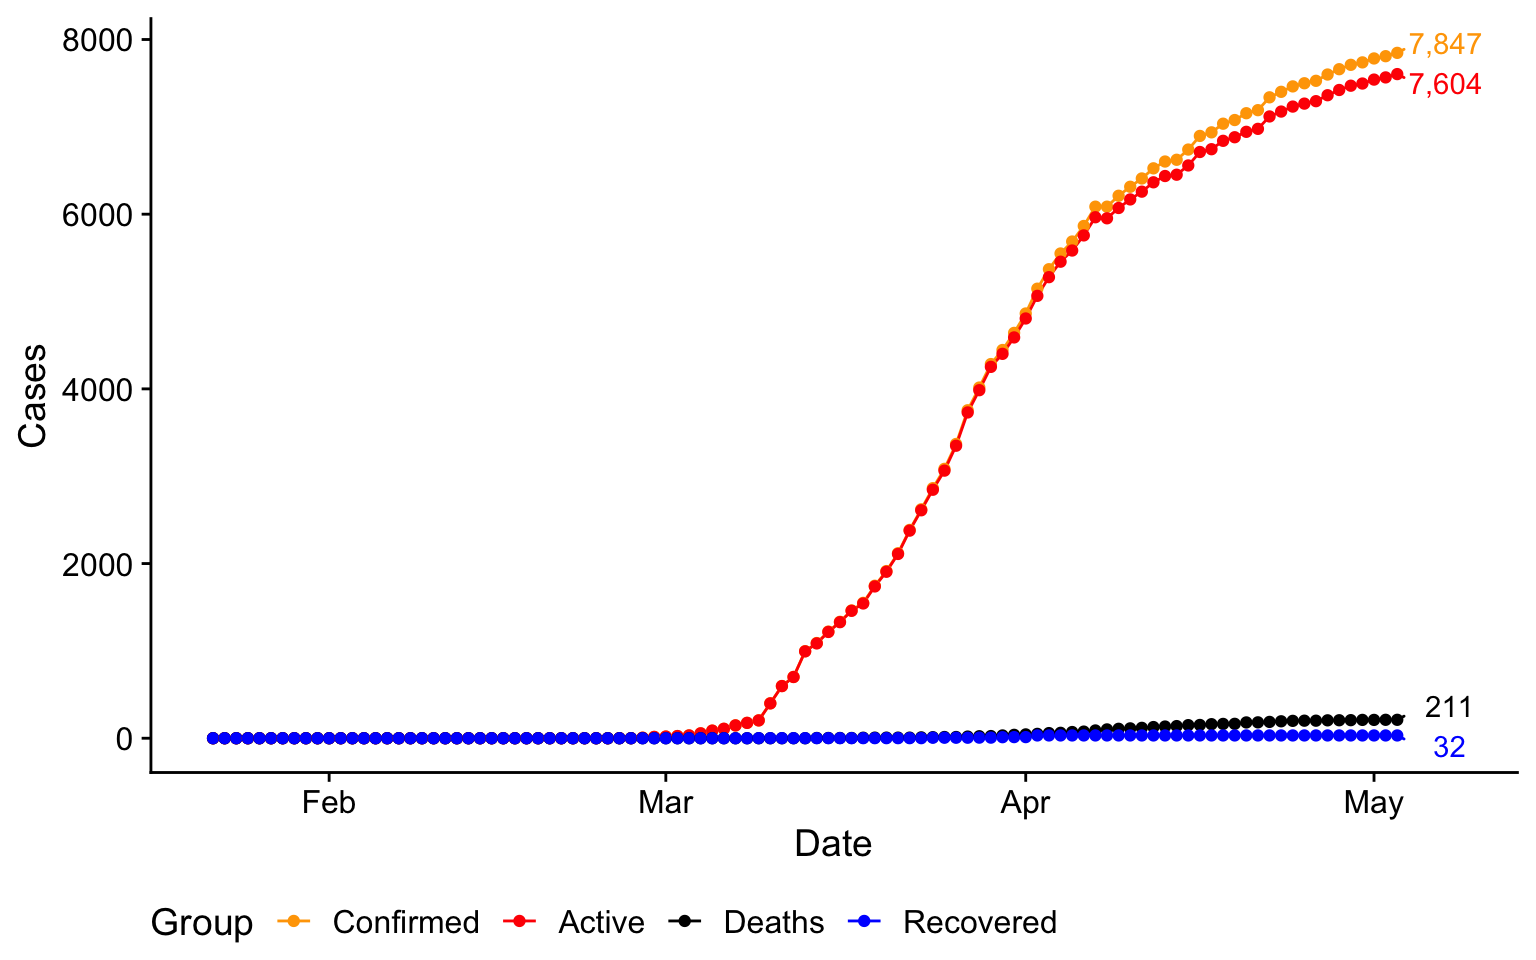 8000
6000
4000
2000
0
Cases
7,847
7,604
211
32
Feb Mar Apr May
Date
Group Confirmed Active Deaths Recovered